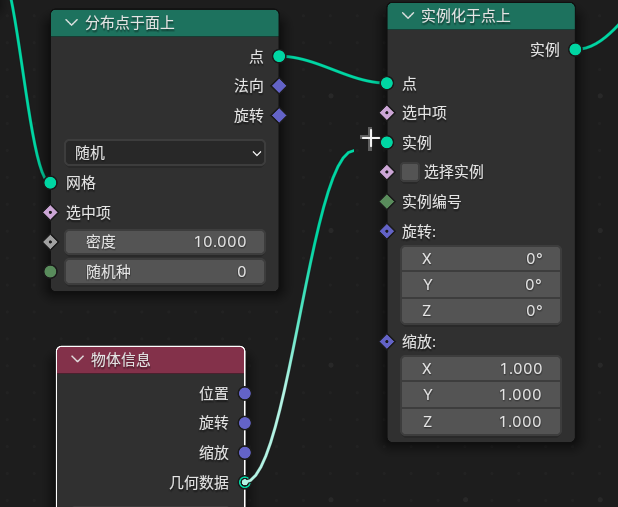 分布点于面上
点
法向
旋转
随机
网格
选中项
密度 10.000
随机种 0
实例化于点上
实例
点
选中项
实例
选择实例
实例编号
旋转:
X 0°
Y 0°
Z 0°
缩放:
X 1.000
Y 1.000
Z 1.000
物体信息
位置
旋转
缩放
几何数据